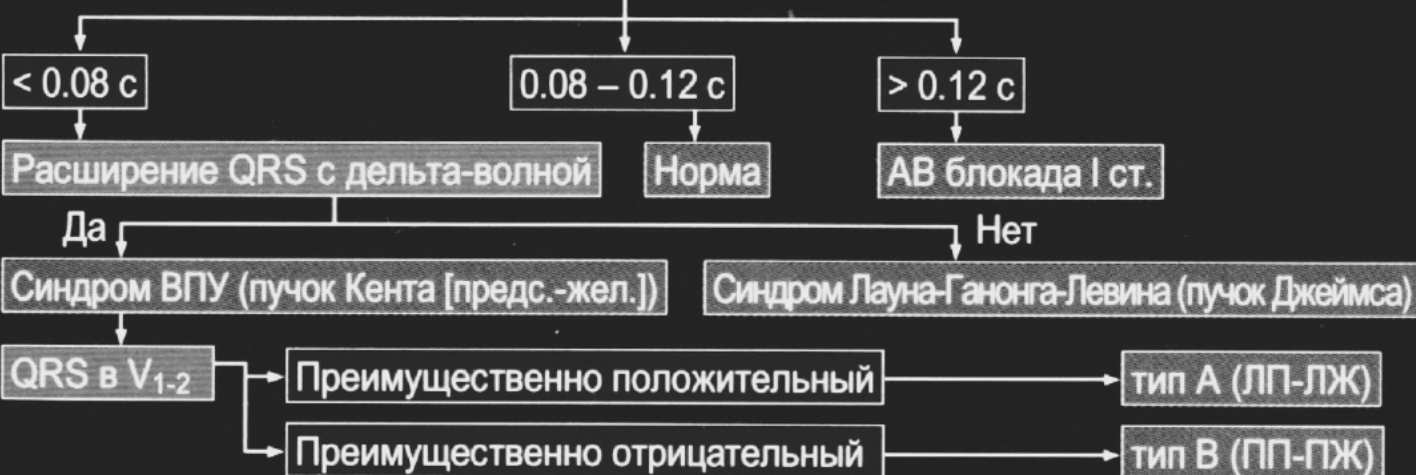 < 0.08 с
0.08 – 0.12 с
> 0.12 с
Расширение QRS с дельта-волной
Норма
АВ блокада I ст.
Да
Нет
Синдром ВПУ (пучок Кента [предс.-жел.])
Синдром Лауна-Ганонга-Левина (пучок Джеймса)
QRS в V1-2
Преимущественно положительный
тип А (ЛП-ЛЖ)
Преимущественно отрицательный
тип В (ПП-ПЖ)